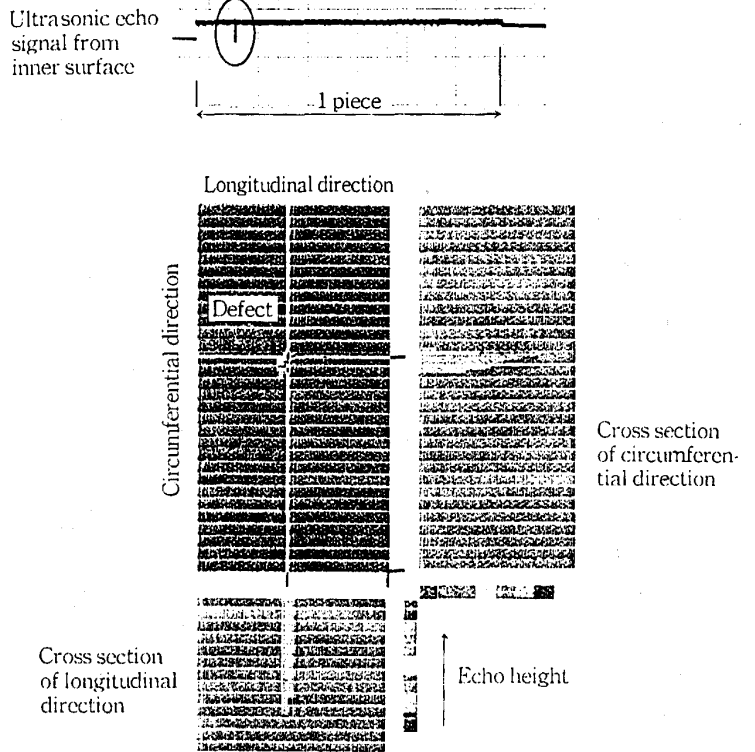 Ultrasonic echo
signal from
inner surface
1 piece
Longitudinal direction
Circumferential direction
Defect
Cross section
of circumferen-
tial direction
Cross section
of longitudinal
direction
Echo height